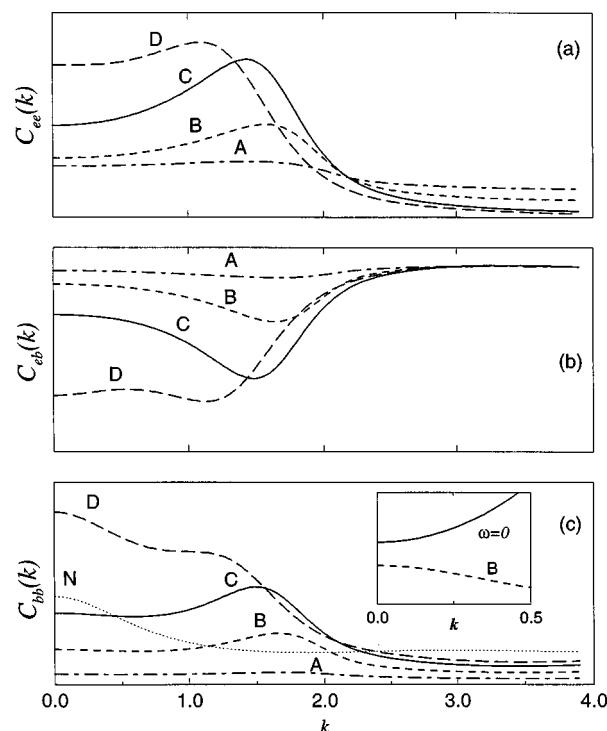 D
(a)
C
B
A
C_ee(k)
A
B
C
D
(b)
C_eb(k)
D
(c)
ω=0
N
B
C
0.0 0.5
k
B
A
C_bb(k)
0.0 1.0 2.0 3.0 4.0
k